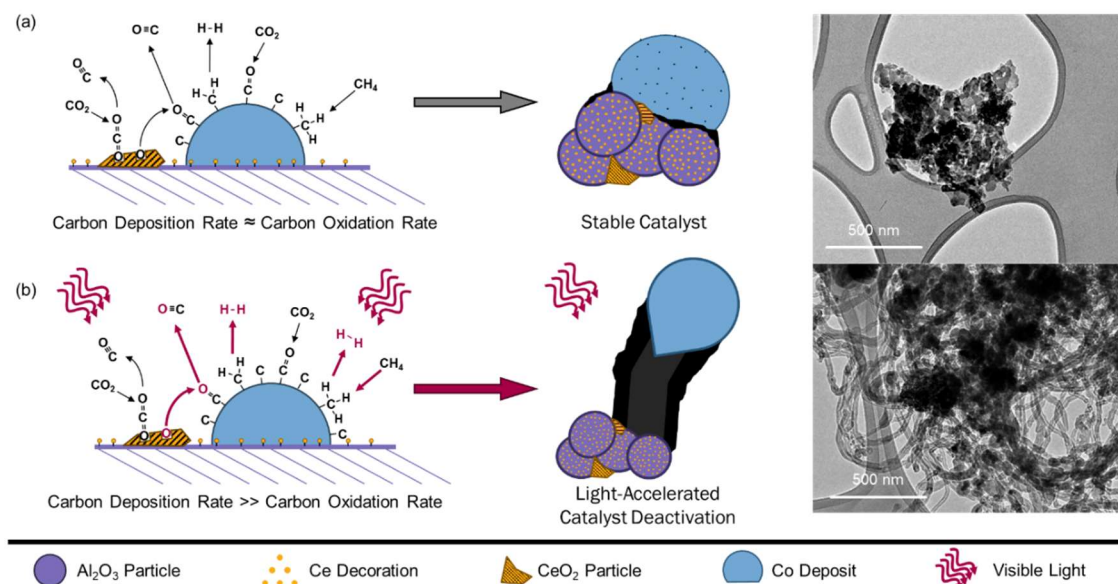 (a)
O≡C
H-H
CO₂
O≡C
H
H
O
CH₄
CO₂
C
C
C
C
H
O
C
O
C
H
H
C
O
O
Carbon Deposition Rate ≈ Carbon Oxidation Rate
Stable Catalyst
500 nm
(b)
O≡C
H-H
CO₂
H-H
O≡C
H
H
O
CH₄
CO₂
C
C
C
C
H
O
C
O
C
H
H
C
O
O
C
Carbon Deposition Rate >> Carbon Oxidation Rate
Light-Accelerated
Catalyst Deactivation
500 nm
Al₂O₃ Particle
Ce Decoration
CeO₂ Particle
Co Deposit
Visible Light